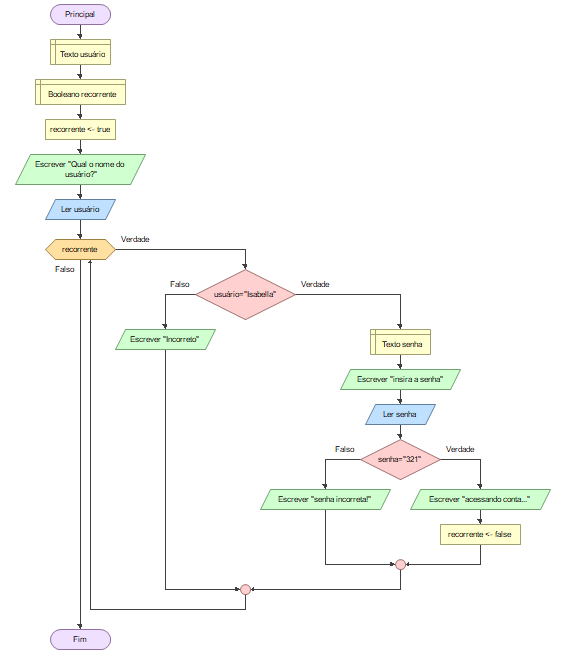 Principal
Texto usuário
Booleano recorrente
recorrente <- true
Escrever "Qual o nome do
usuário?"
Ler usuário
recorrente
Verdade
Falso
usuário="Isabella"
Falso
Verdade
Escrever "Incorreto"
Texto senha
Escrever "insira a senha"
Ler senha
senha="321"
Falso
Verdade
Escrever "senha incorreta!"
Escrever "acessando conta..."
recorrente <- false
Fim